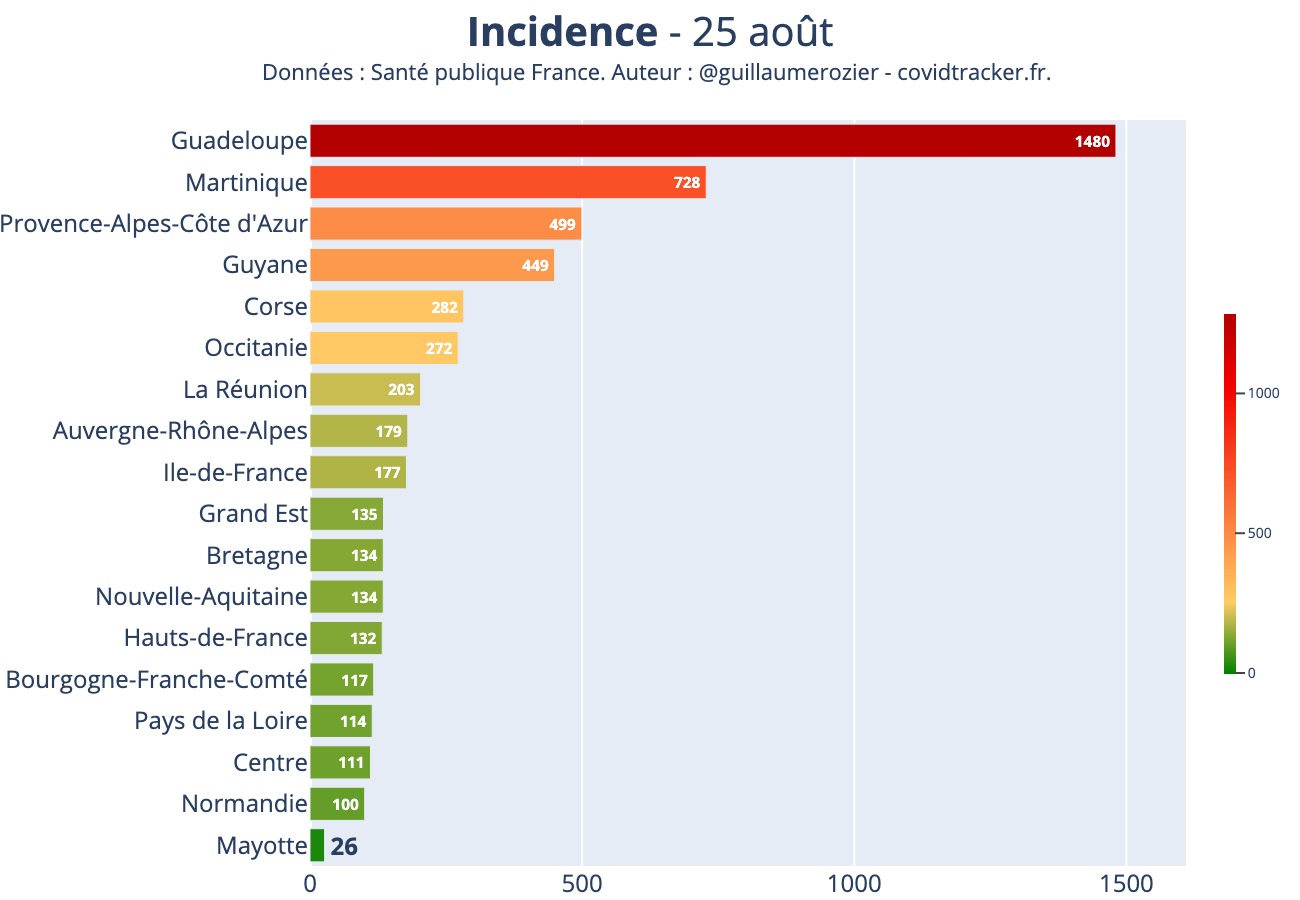 Incidence - 25 août
Données : Santé publique France. Auteur : @guillaumerozier - covidtracker.fr.
Guadeloupe 1480
Martinique 728
Provence-Alpes-Côte d'Azur 499
Guyane 449
Corse 282
Occitanie 272
La Réunion 203
Auvergne-Rhône-Alpes 179
Ile-de-France 177
Grand Est 135
Bretagne 134
Nouvelle-Aquitaine 134
Hauts-de-France 132
Bourgogne-Franche-Comté 117
Pays de la Loire 114
Centre 111
Normandie 100
Mayotte 26
0 500 1000 1500
1000
500
0